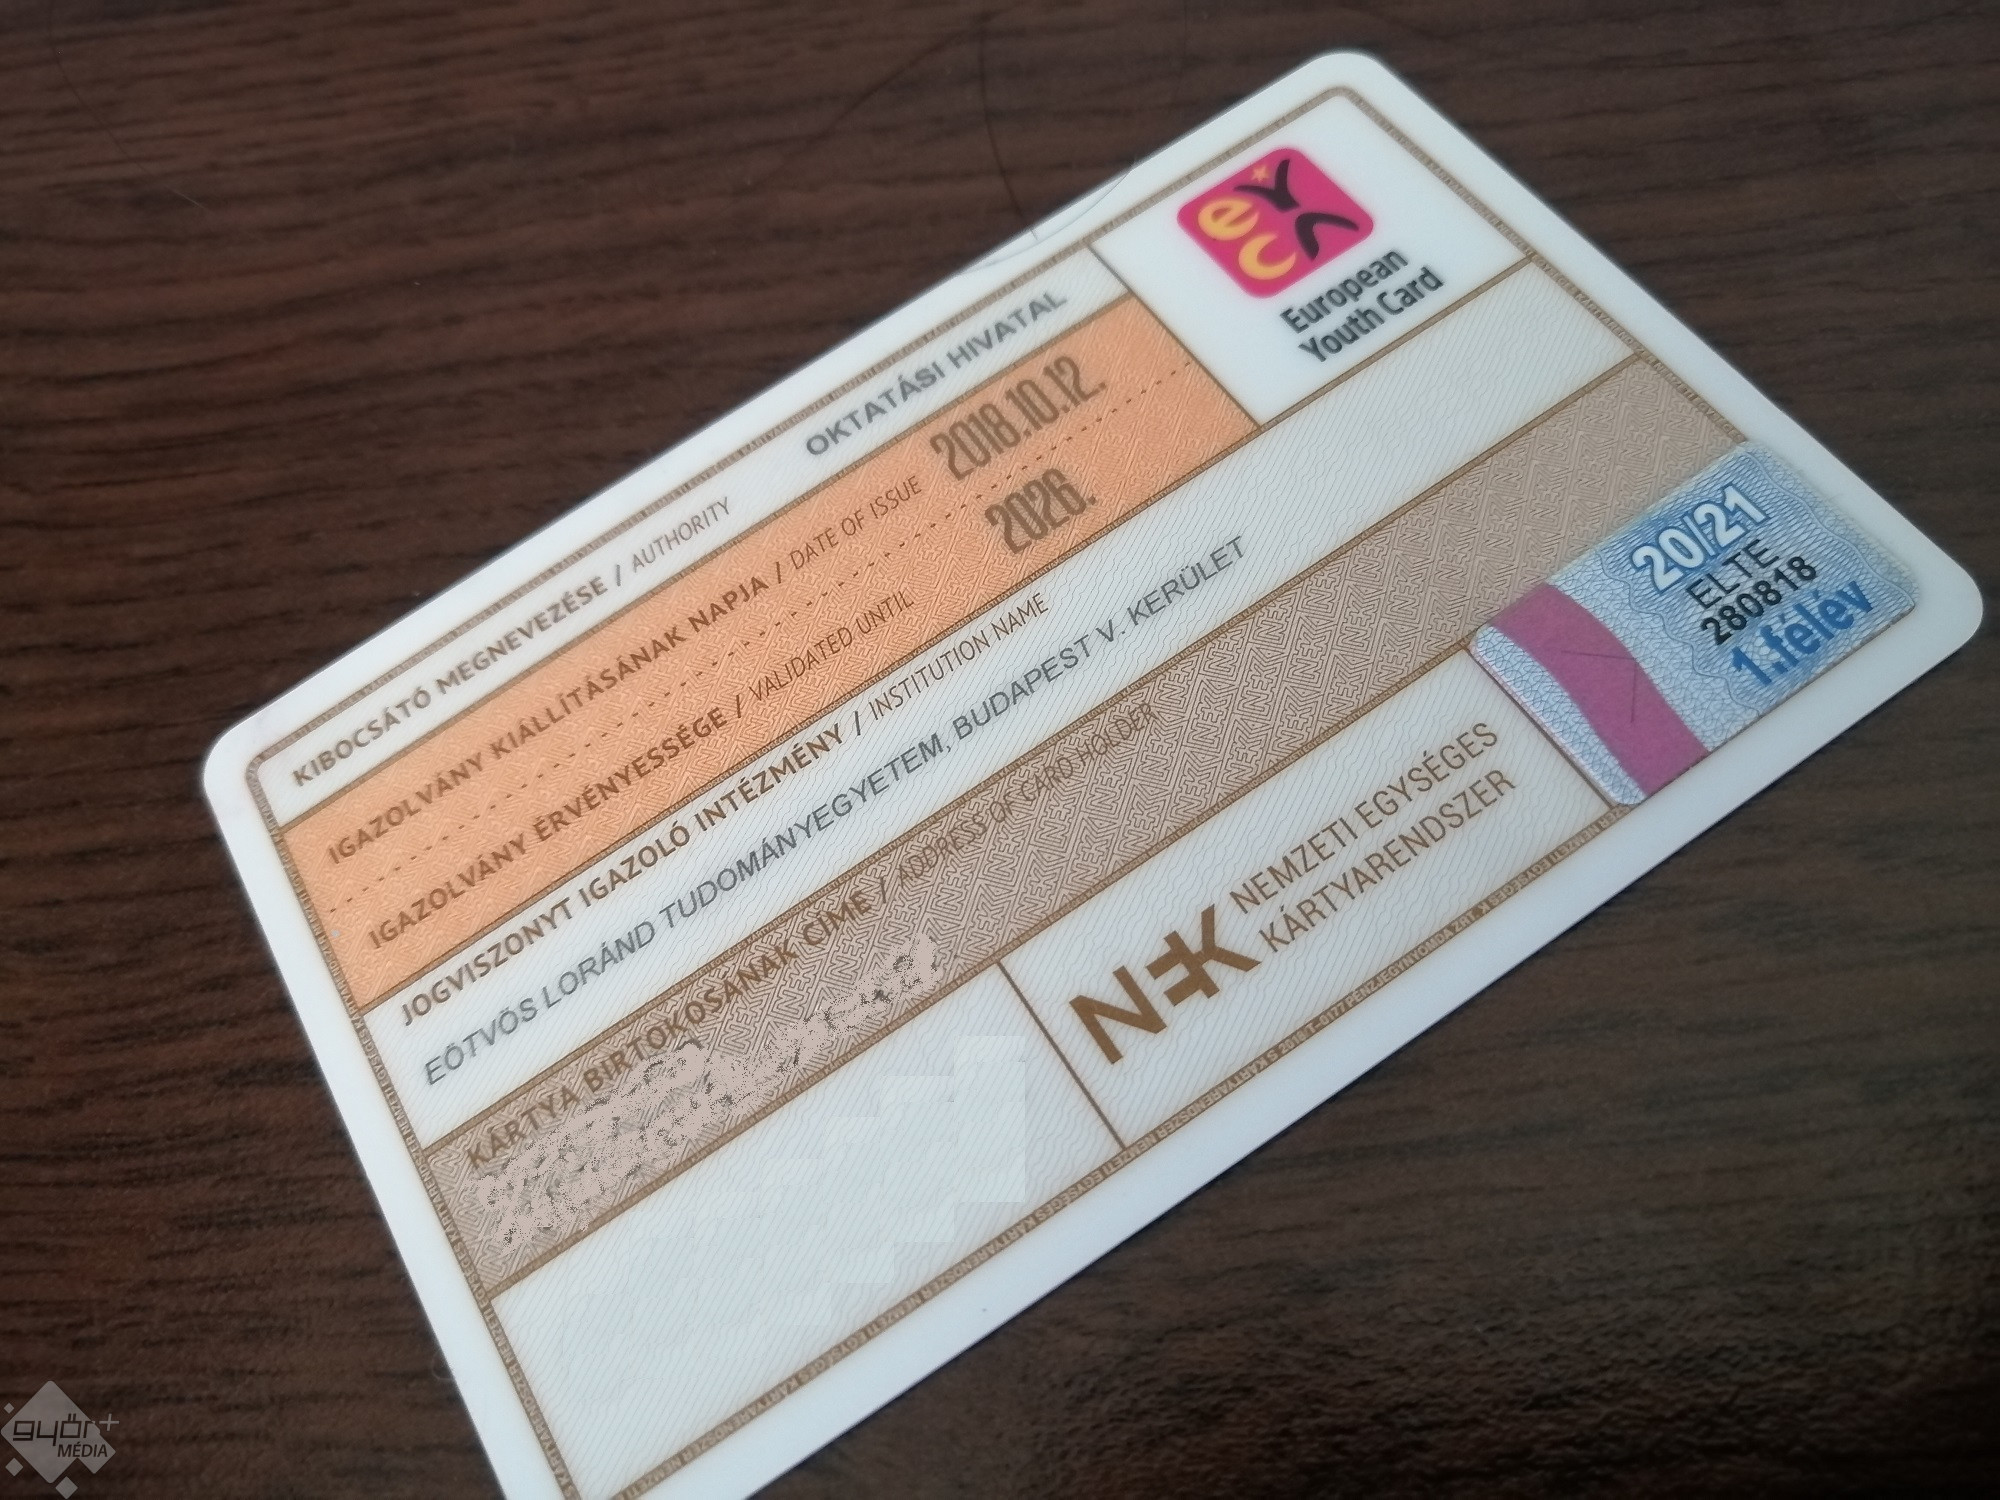 eyca
European
Youth Card
KIBOCSÁTÓ MEGNEVEZÉSE / AUTHORITY OKTATÁSI HIVATAL
IGAZOLVÁNY KIÁLLÍTÁSÁNAK NAPJA / DATE OF ISSUE 2018.10.12.
IGAZOLVÁNY ÉRVÉNYESSÉGE / VALIDATED UNTIL 2026.
JOGVISZONYT IGAZOLÓ INTÉZMÉNY / INSTITUTION NAME
EÖTVÖS LORÁND TUDOMÁNYEGYETEM, BUDAPEST V. KERÜLET
KÁRTYA BIRTOKOSÁNAK CÍME / ADDRESS OF CARD HOLDER
20/21
ELTE
280818
1.félév
NEK
NEMZETI EGYSÉGES
KÁRTYARENDSZER
győr+
MÉDIA